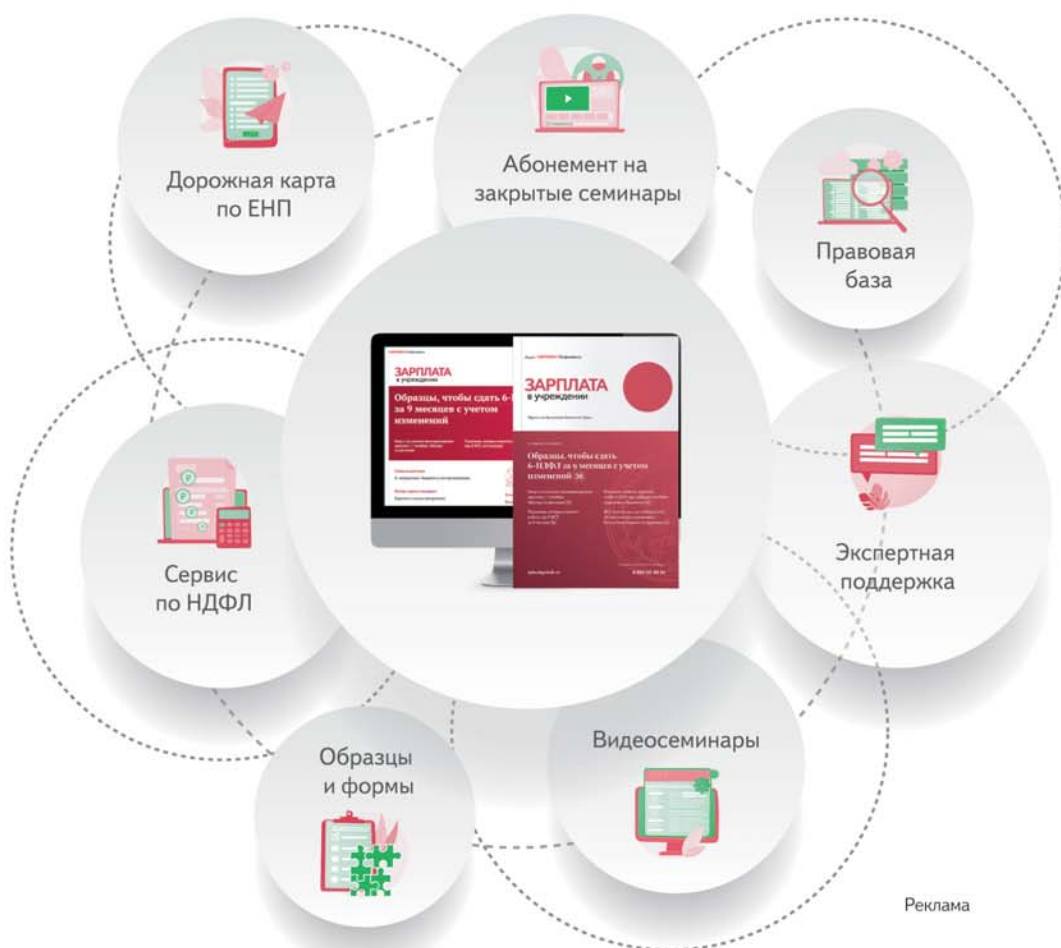 Дорожная карта
по ЕНП
Абонемент на
закрытые семинары
Правовая
база
ЗАРПЛАТА
в учреждении
Образцы, чтобы сдать 6-
за 9 месяцев с учетом
изменений
ЗАРПЛАТА
в учреждении
Образцы, чтобы сдать
6-НДФЛ за 9 месяцев с учетом
изменений
Экспертная
поддержка
Сервис
по НДФЛ
Образцы
и формы
Видеосеминары
Реклама